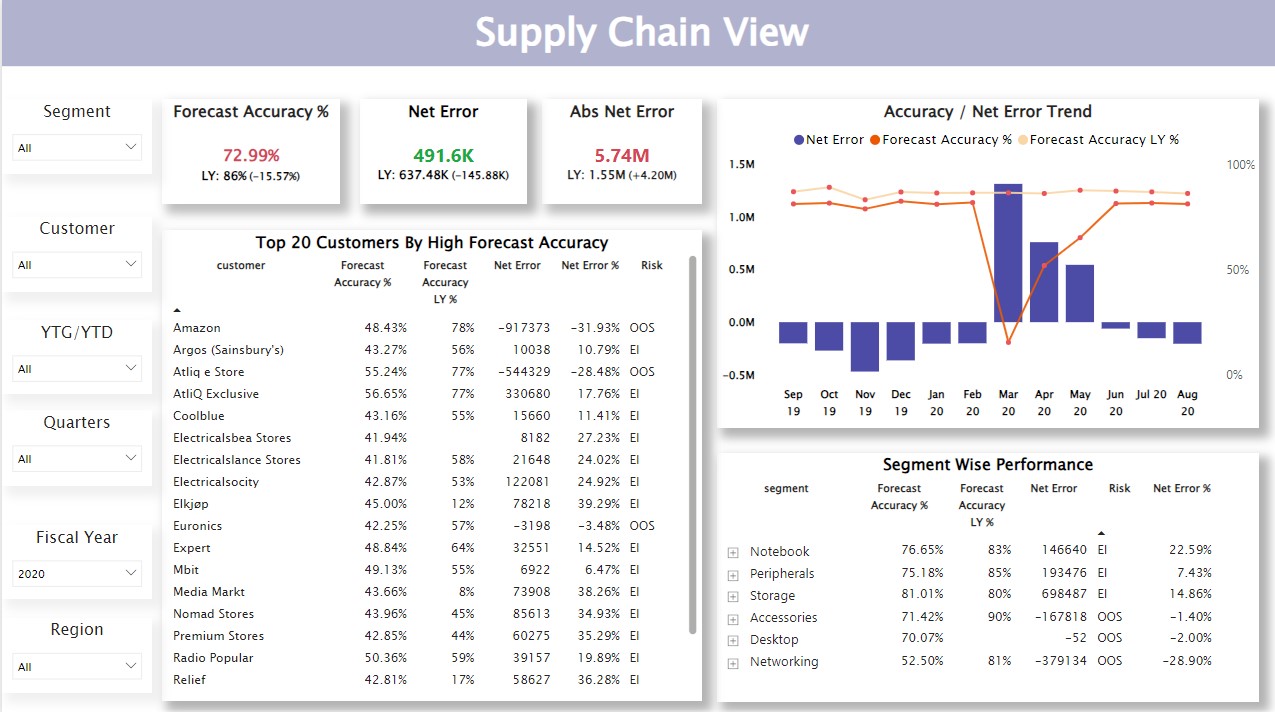 Supply Chain View
Segment
All
Customer
All
YTG/YTD
All
Quarters
All
Fiscal Year
2020
Region
All
Forecast Accuracy %
72.99%
LY: 86% (−15.57%)
Net Error
491.6K
LY: 637.48K (−145.88K)
Abs Net Error
5.74M
LY: 1.55M (+4.20M)
Top 20 Customers By High Forecast Accuracy
customer Forecast Accuracy % Forecast Accuracy LY % Net Error Net Error % Risk
Amazon 48.43% 78% −917373 −31.93% OOS
Argos (Sainsbury's) 43.27% 56% 10038 10.79% EI
Atliq e Store 55.24% 77% −544329 −28.48% OOS
AtliQ Exclusive 56.65% 77% 330680 17.76% EI
Coolblue 43.16% 55% 15660 11.41% EI
Electricalsbea Stores 41.94% 8182 27.23% EI
Electricalslance Stores 41.81% 58% 21648 24.02% EI
Electricalsocity 42.87% 53% 122081 24.92% EI
Elkjøp 45.00% 12% 78218 39.29% EI
Euronics 42.25% 57% −3198 −3.48% OOS
Expert 48.84% 64% 32551 14.52% EI
Mbit 49.13% 55% 6922 6.47% EI
Media Markt 43.66% 8% 73908 38.26% EI
Nomad Stores 43.96% 45% 85613 34.93% EI
Premium Stores 42.85% 44% 60275 35.29% EI
Radio Popular 50.36% 59% 39157 19.89% EI
Relief 42.81% 17% 58627 36.28% EI
Accuracy / Net Error Trend
Net Error Forecast Accuracy % Forecast Accuracy LY %
1.5M 100%
1.0M
0.5M 50%
0.0M
−0.5M 0%
Sep 19 Oct 19 Nov 19 Dec 19 Jan 20 Feb 20 Mar 20 Apr 20 May 20 Jun 20 Jul 20 Aug 20
Segment Wise Performance
segment Forecast Accuracy % Forecast Accuracy LY % Net Error Risk Net Error %
Notebook 76.65% 83% 146640 EI 22.59%
Peripherals 75.18% 85% 193476 EI 7.43%
Storage 81.01% 80% 698487 EI 14.86%
Accessories 71.42% 90% −167818 OOS −1.40%
Desktop 70.07% −52 OOS −2.00%
Networking 52.50% 81% −379134 OOS −28.90%